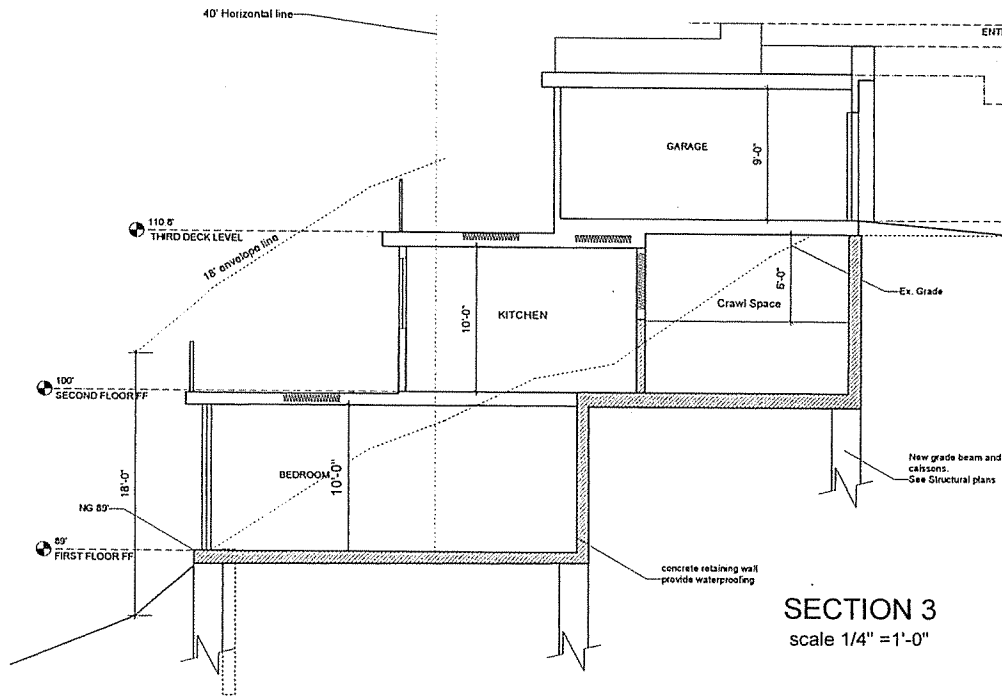 40' Horizontal line
ENT
GARAGE
9'-0"
110.8'
THIRD DECK LEVEL
18' envelope line
Ex. Grade
6'-0"
Crawl Space
KITCHEN
10'-0"
100'
SECOND FLOOR FF
New grade beam and
caissons.
See Structural plans
BEDROOM
10'-0"
18'-0"
NG 89'
89'
FIRST FLOOR FF
concrete retaining wall
provide waterproofing
SECTION 3
scale 1/4" =1'-0"